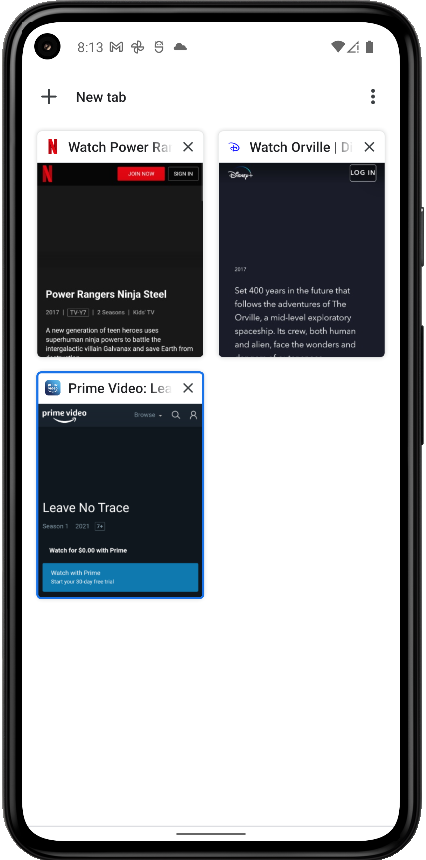 8:13
New tab
Watch Power Ra
JOIN NOW SIGN IN
Power Rangers Ninja Steel
2017 | TV-Y7 | 2 Seasons | Kids' TV
A new generation of teen heroes uses
superhuman ninja powers to battle the
intergalactic villain Galvanax and save Earth from
Watch Orville | Di
Disney+ LOG IN
2017
Set 400 years in the future that
follows the adventures of The
Orville, a mid-level exploratory
spaceship. Its crew, both human
and alien, face the wonders and
Prime Video: Lea
prime video Browse
Leave No Trace
Season 1 2021 7+
Watch for $0.00 with Prime
Watch with Prime
Start your 30-day free trial